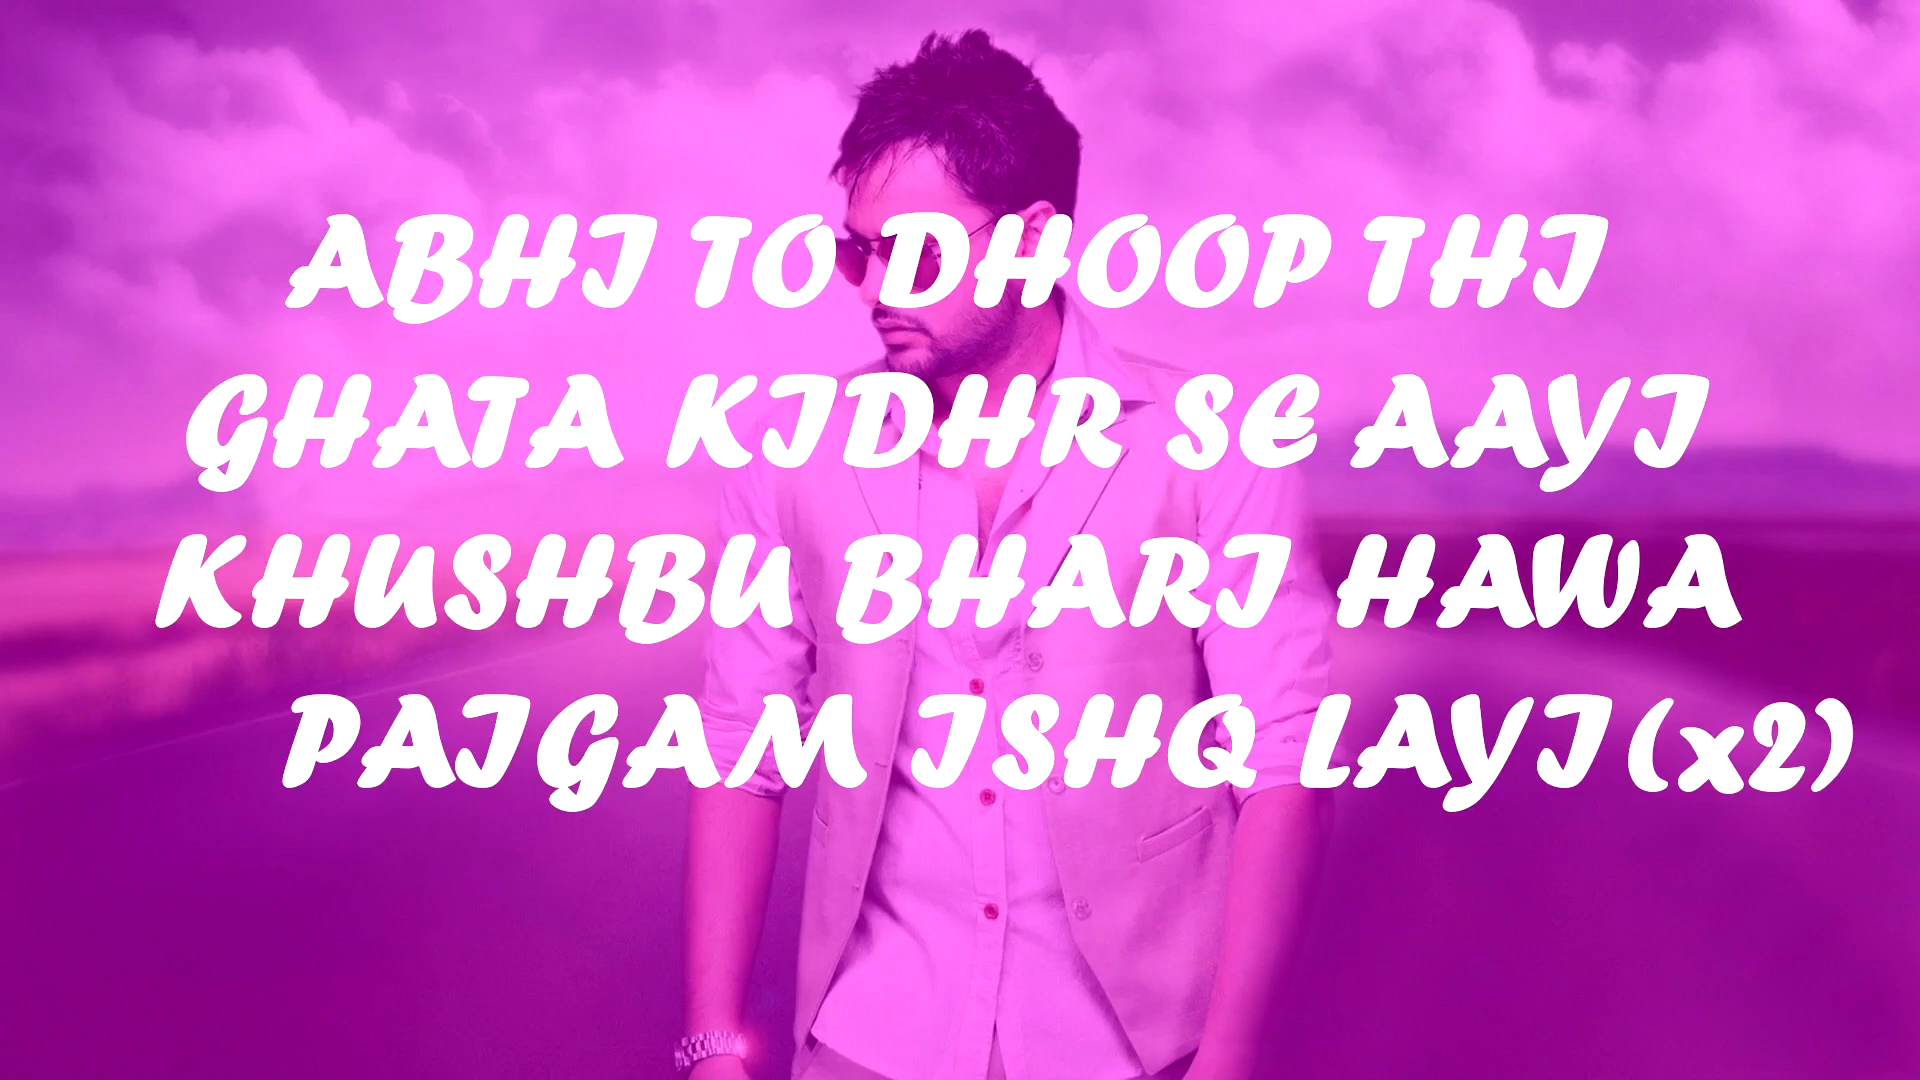 ABHI TO DHOOP THI
GHATA KIDHR SE AAYI
KHUSHBU BHARI HAWA
PAIGAM ISHQ LAYI(x2)